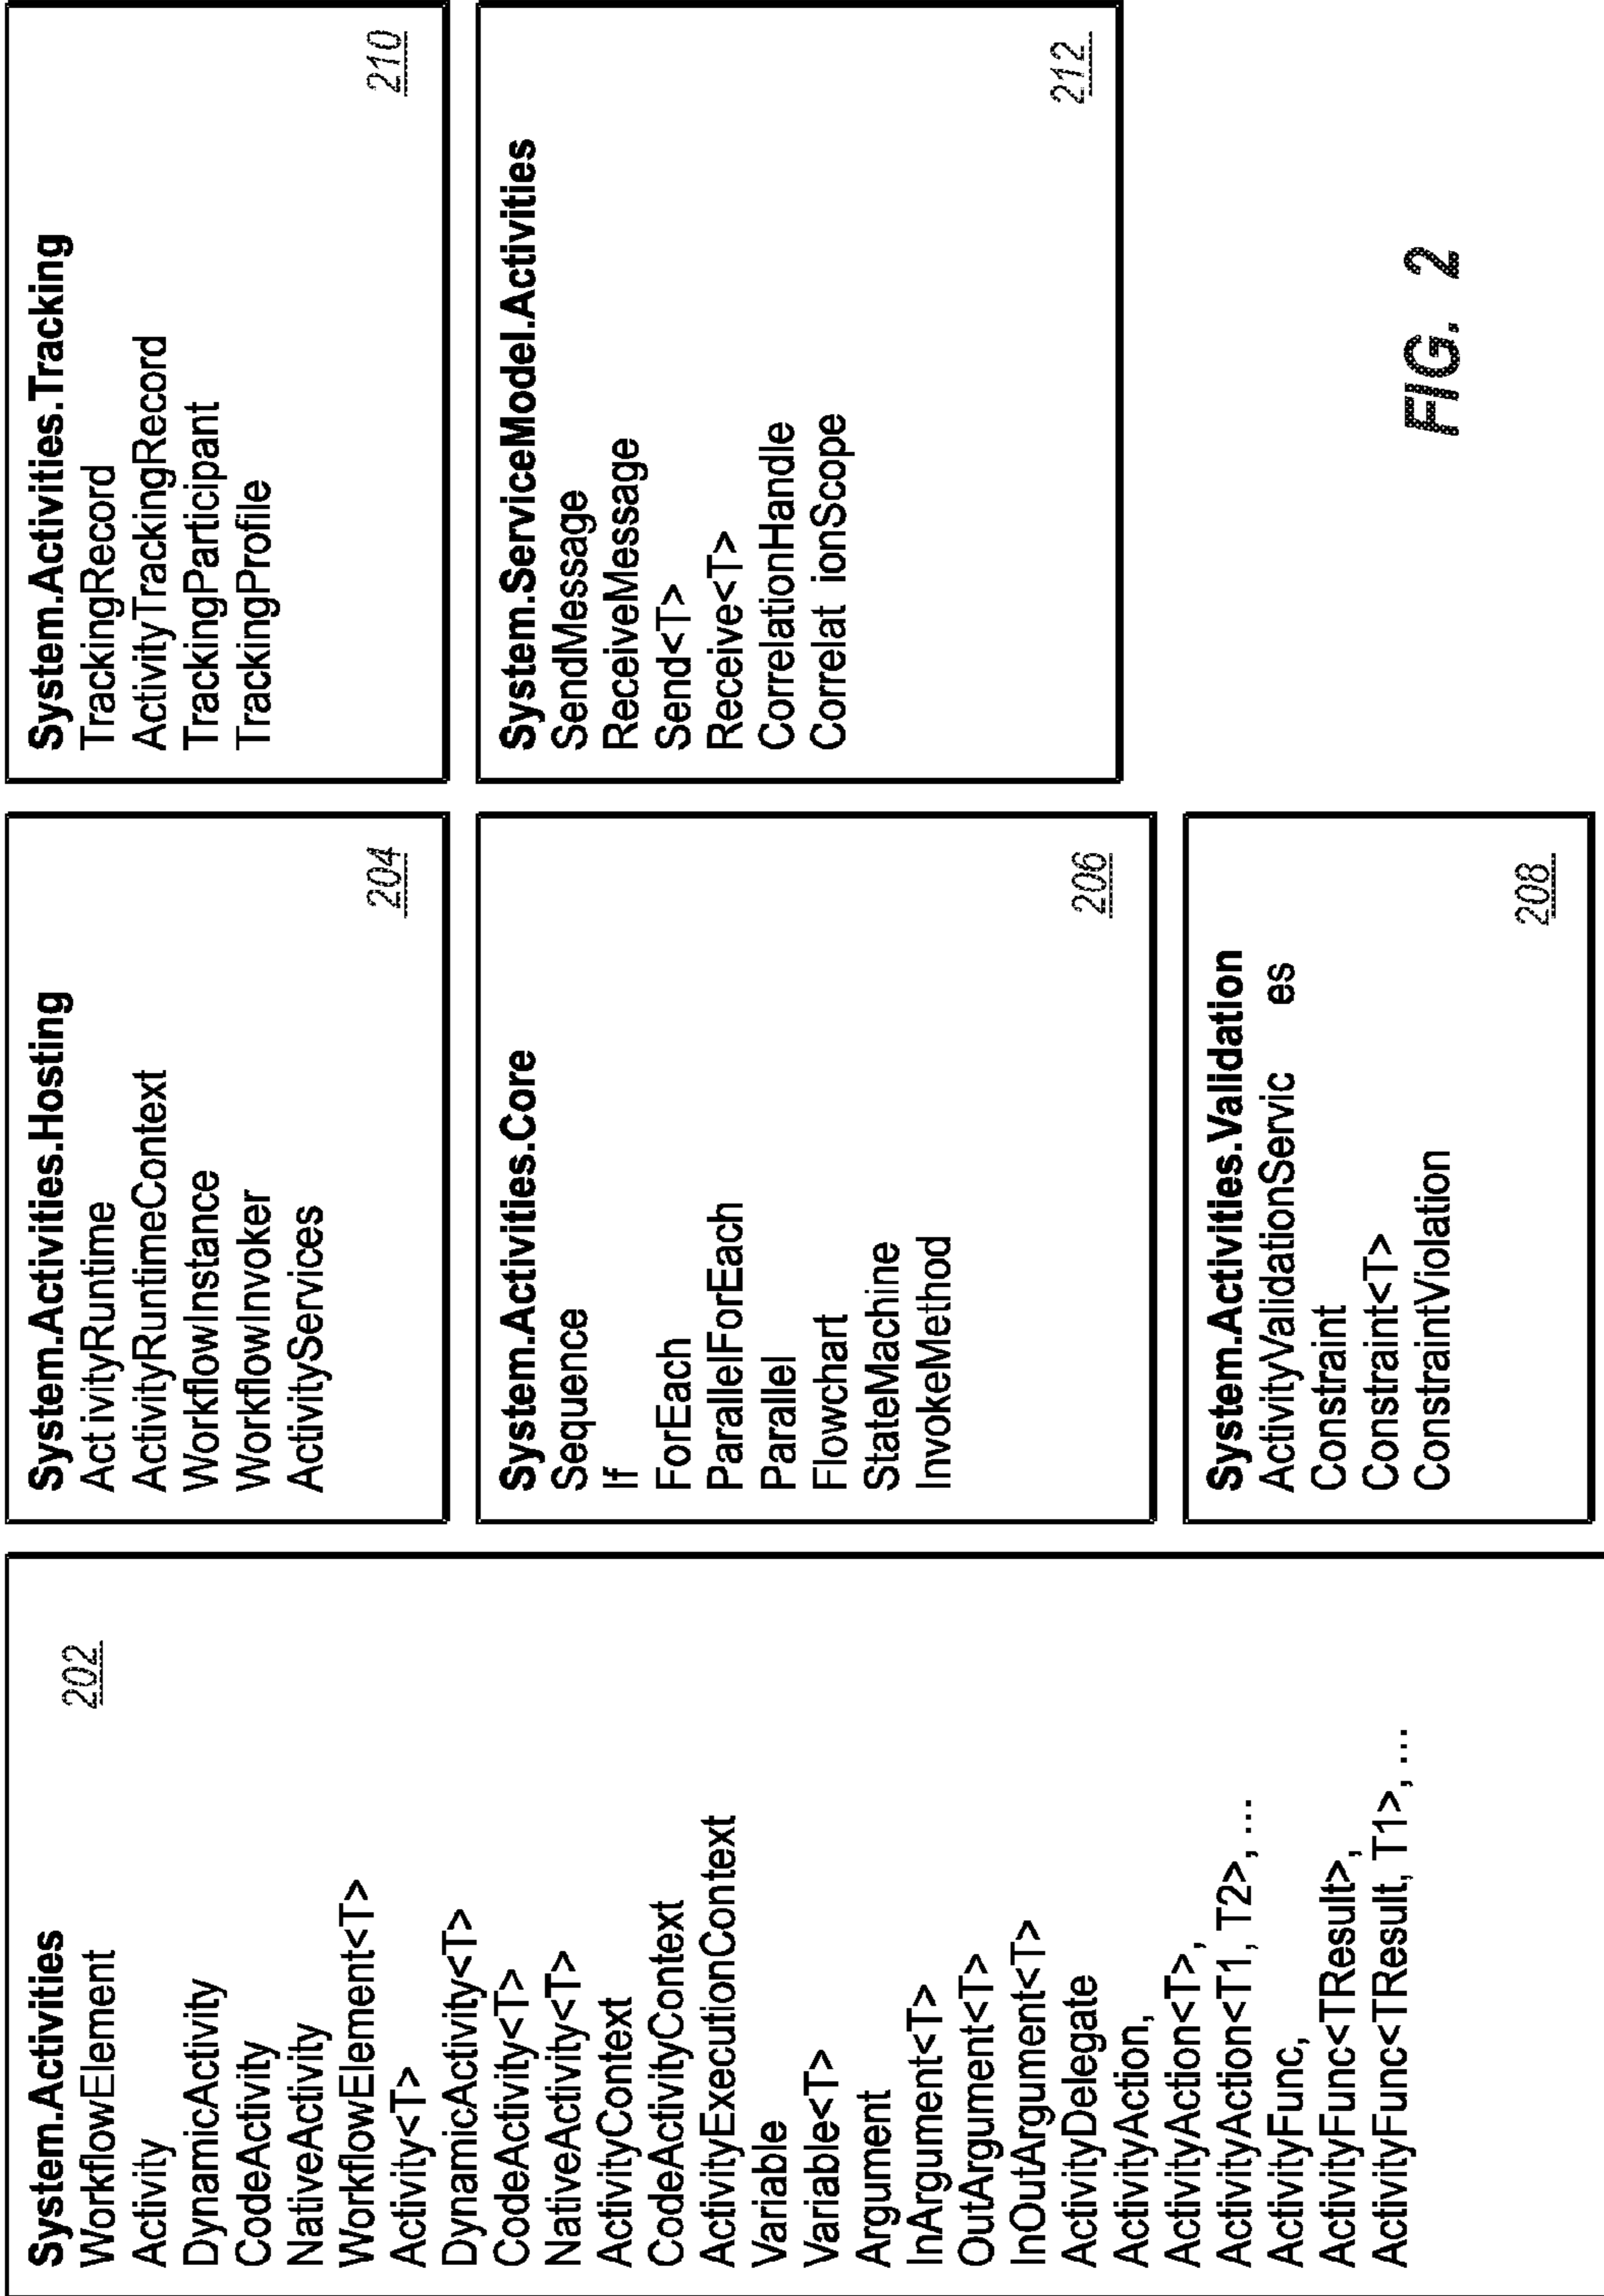 System.Activities
202
WorkflowElement
Activity
DynamicActivity
CodeActivity
NativeActivity
WorkflowElement<T>
Activity<T>
DynamicActivity<T>
CodeActivity<T>
NativeActivity<T>
ActivityContext
CodeActivityContext
ActivityExecutionContext
Variable
Variable<T>
Argument
InArgument<T>
OutArgument<T>
InOutArgument<T>
ActivityDelegate
ActivityAction,
ActivityAction<T>,
ActivityAction<T1, T2>, ...
ActivityFunc,
ActivityFunc<TResult>,
ActivityFunc<TResult, T1>, ...
System.Activities.Hosting
Act ivityRuntime
ActivityRuntimeContext
WorkflowInstance
WorkflowInvoker
ActivityServices
204
System.Activities.Core
Sequence
If
ForEach
ParallelForEach
Parallel
Flowchart
StateMachine
InvokeMethod
206
System.Activities.Validation
ActivityValidationServic es
Constraint
Constraint<T>
ConstraintViolation
208
System.Activities.Tracking
TrackingRecord
ActivityTrackingRecord
TrackingParticipant
TrackingProfile
210
System.ServiceModel.Activities
SendMessage
ReceiveMessage
Send<T>
Receive<T>
CorrelationHandle
Correlat ionScope
212
FIG. 2